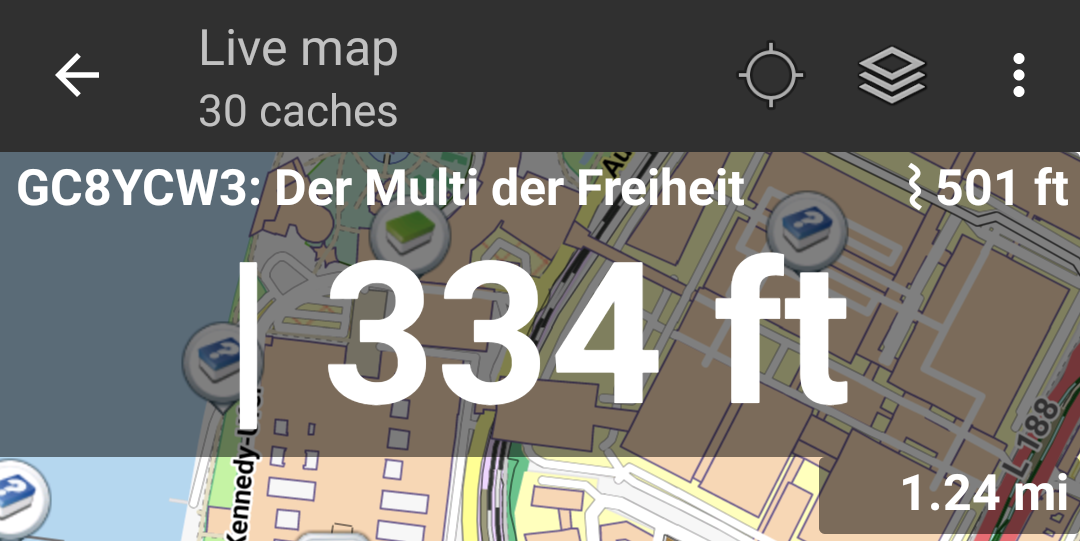 Live map
30 caches
GC8YCW3: Der Multi der Freiheit
501 ft
| 334 ft
L 188
1.24 mi